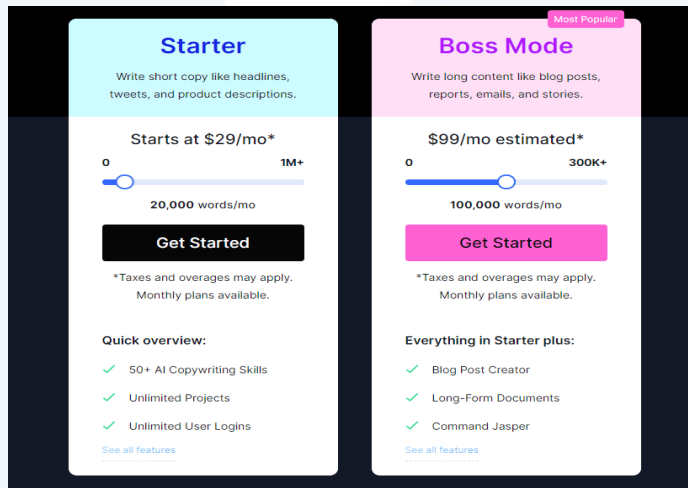 Starter
Write short copy like headlines,
tweets, and product descriptions.
Starts at $29/mo*
0 1M+
20,000 words/mo
Get Started
*Taxes and overages may apply.
Monthly plans available.
Quick overview:
50+ AI Copywriting Skills
Unlimited Projects
Unlimited User Logins
See all features
Most Popular
Boss Mode
Write long content like blog posts,
reports, emails, and stories.
$99/mo estimated*
0 300K+
100,000 words/mo
Get Started
*Taxes and overages may apply.
Monthly plans available.
Everything in Starter plus:
Blog Post Creator
Long-Form Documents
Command Jasper
See all features